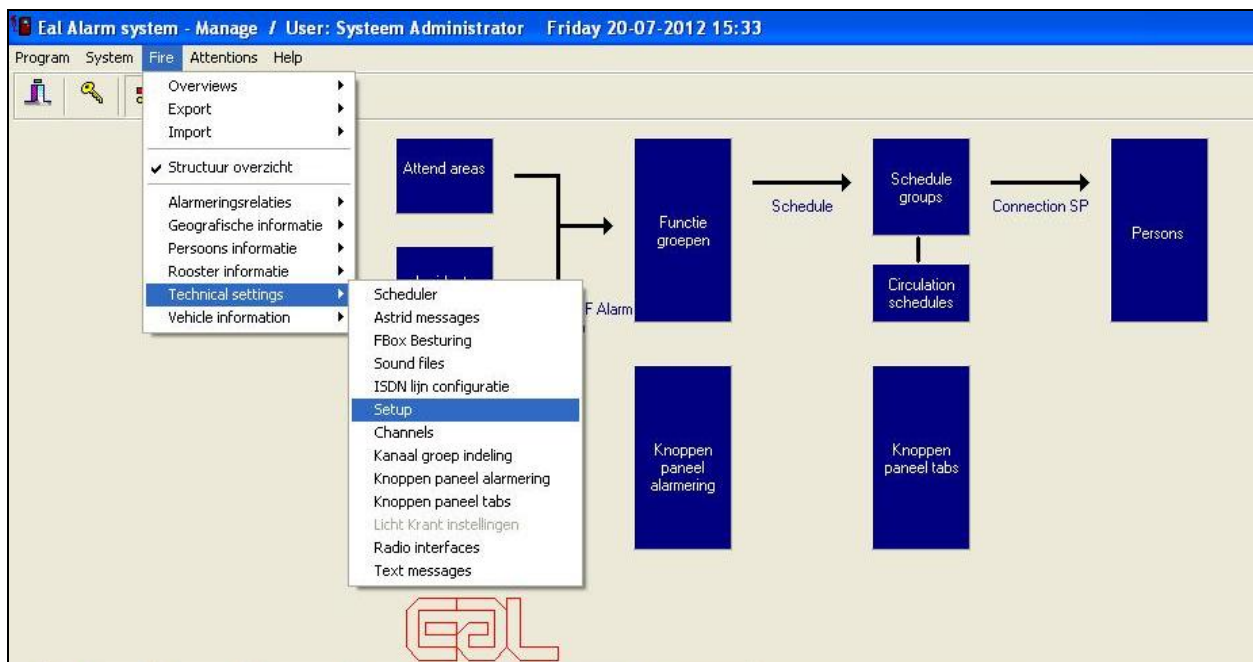 Eal Alarm system - Manage / User: Systeem Administrator Friday 20-07-2012 15:33
Program System Fire Attentions Help
Overviews
Export
Import
Structuur overzicht
Alarmeringsrelaties
Geografische informatie
Persoons informatie
Rooster informatie
Technical settings
Vehicle information
Scheduler
Astrid messages
FBox Besturing
Sound files
ISDN lijn configuratie
Setup
Channels
Kanaal groep indeling
Knoppen paneel alarmering
Knoppen paneel tabs
Licht Krant instellingen
Radio interfaces
Text messages
Attend areas
F Alarm
Functie
groepen
Schedule
Schedule
groups
Connection SP
Circulation
schedules
Persons
Knoppen
paneel
alarmering
Knoppen
paneel tabs
eal